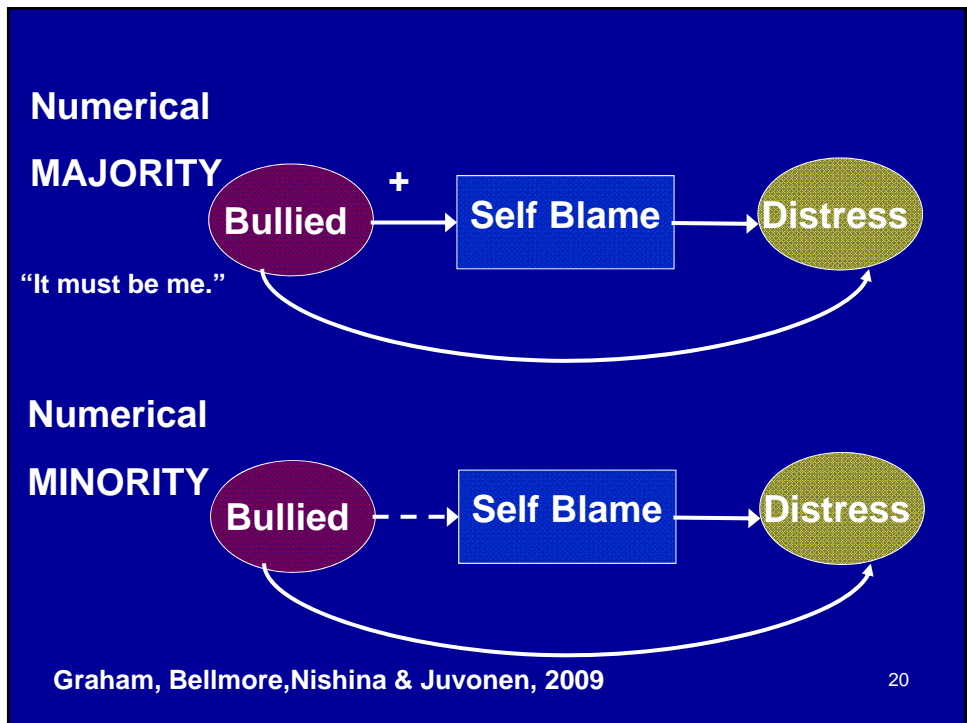 Numerical
MAJORITY
+
Bullied
Self Blame
Distress
“It must be me.”
Numerical
MINORITY
Bullied
Self Blame
Distress
Graham, Bellmore,Nishina & Juvonen, 2009
20